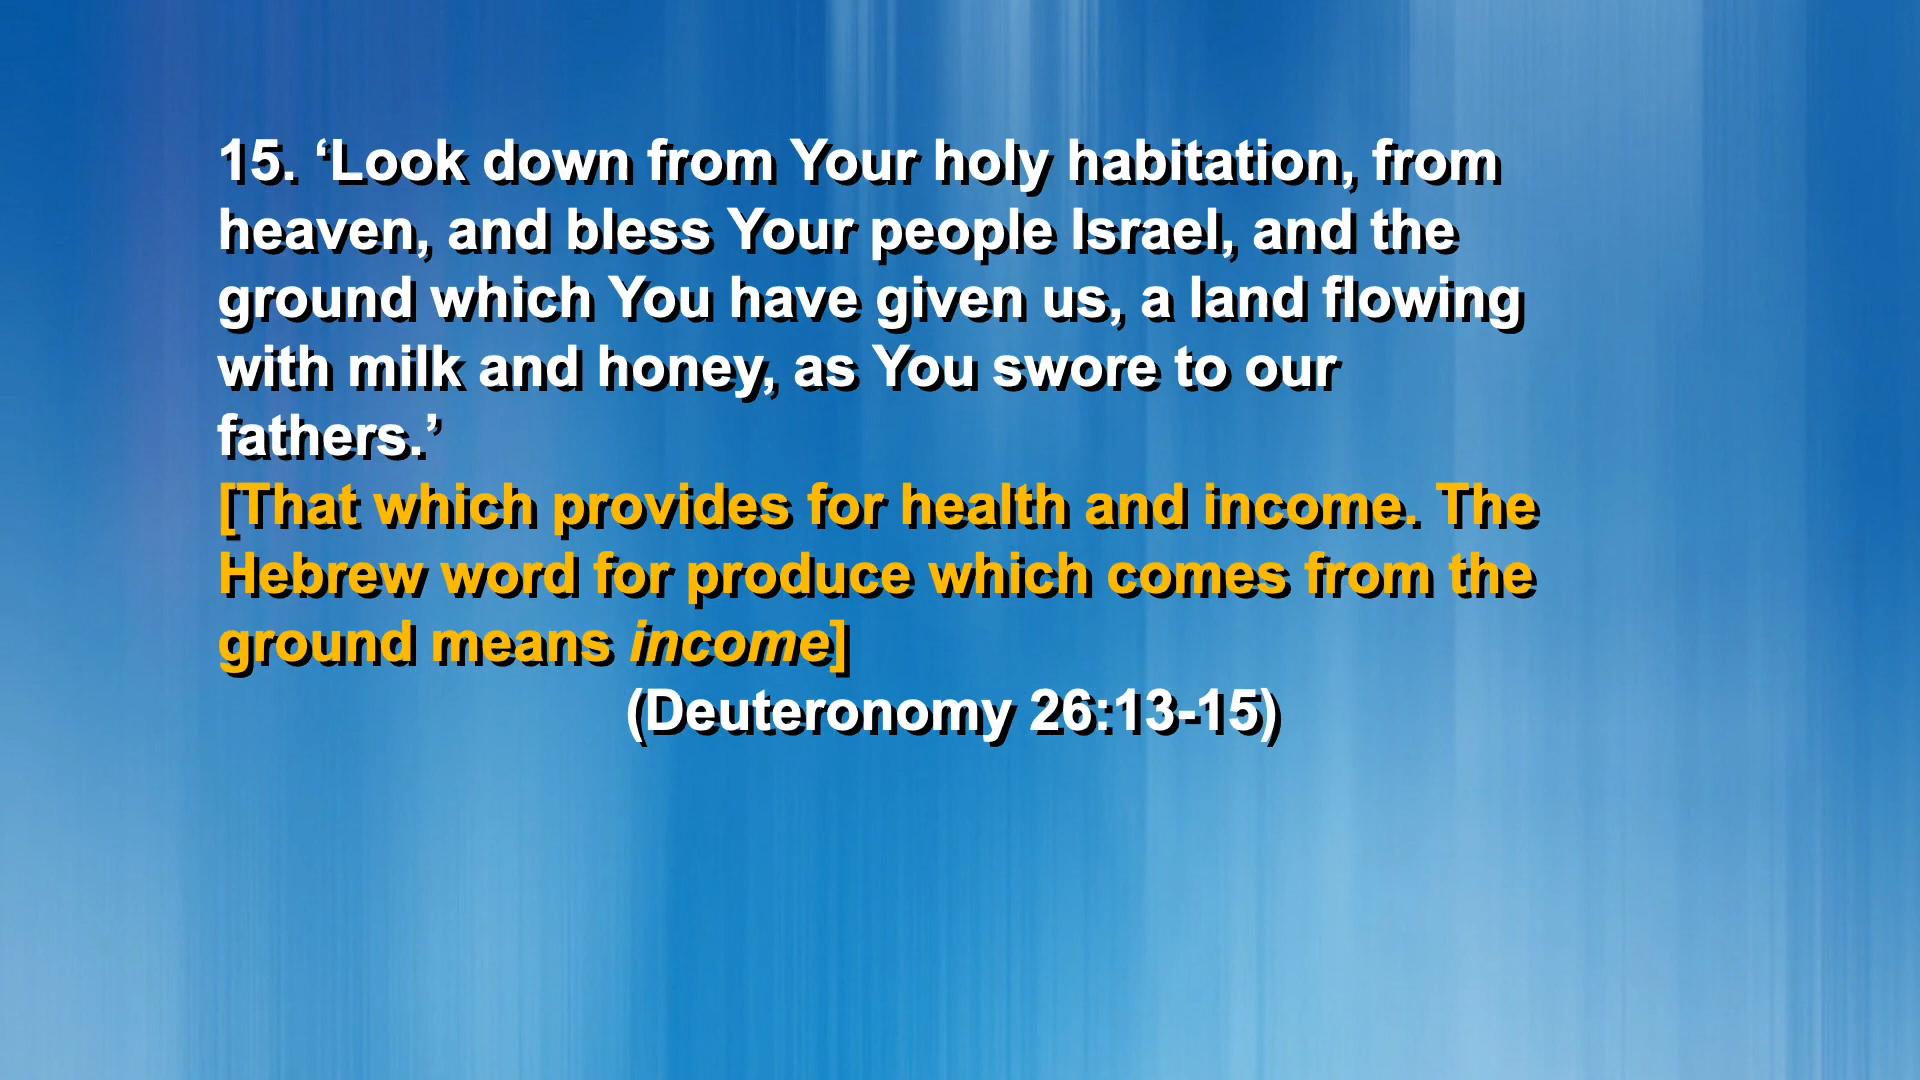 15. ‘Look down from Your holy habitation, from
heaven, and bless Your people Israel, and the
ground which You have given us, a land flowing
with milk and honey, as You swore to our
fathers.’
[That which provides for health and income. The
Hebrew word for produce which comes from the
ground means income]
(Deuteronomy 26:13-15)